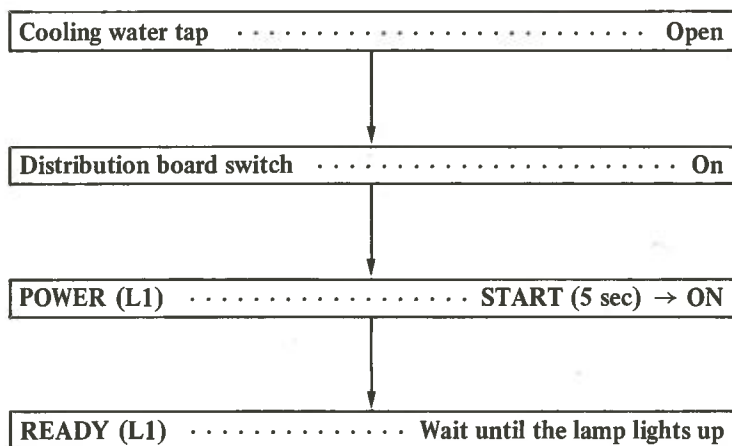 Cooling water tap . . . . . . . . . . . . . . . . . . . . . . . . . . . . Open
Distribution board switch . . . . . . . . . . . . . . . . . . . . . . . . On
POWER (L1) . . . . . . . . . . . . . . . . . . . START (5 sec) → ON
READY (L1) . . . . . . . . . . . . . . Wait until the lamp lights up